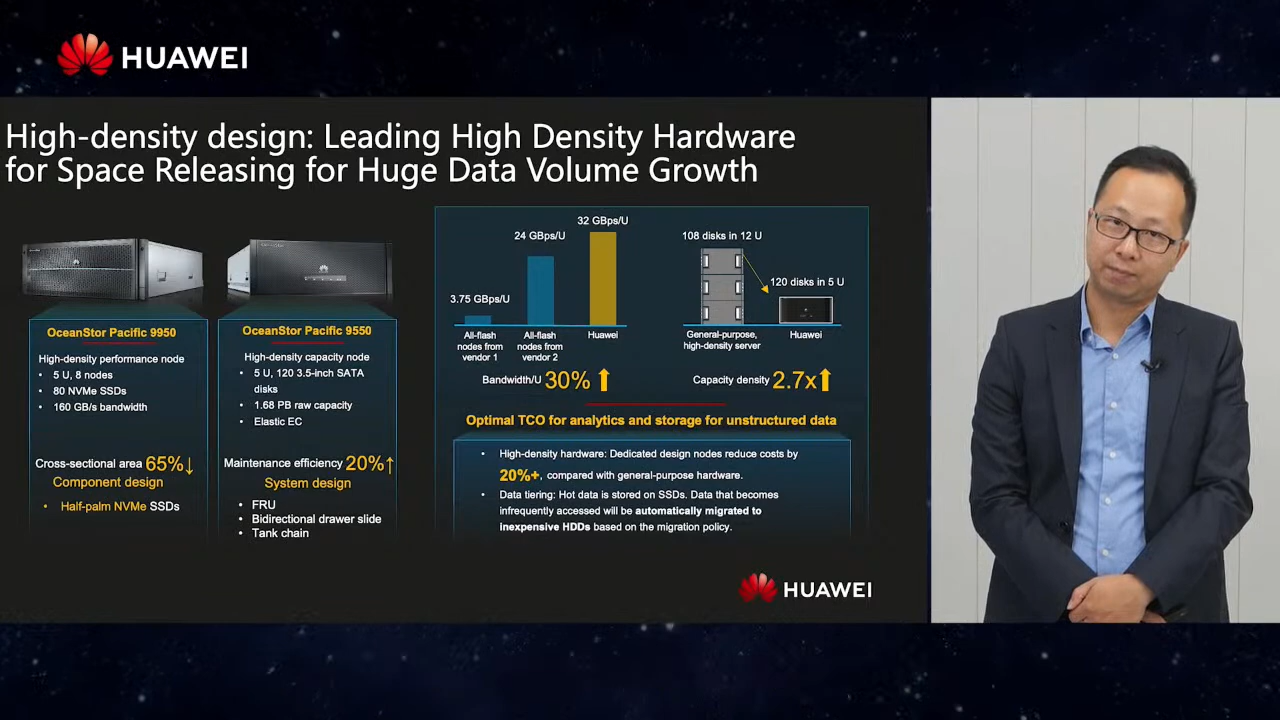 HUAWEI
High-density design: Leading High Density Hardware
for Space Releasing for Huge Data Volume Growth
OceanStor Pacific 9950
High-density performance node
• 5 U, 8 nodes
• 80 NVMe SSDs
• 160 GB/s bandwidth
Cross-sectional area 65%↓
Component design
• Half-palm NVMe SSDs
OceanStor Pacific 9550
High-density capacity node
• 5 U, 120 3.5-inch SATA
disks
• 1.68 PB raw capacity
• Elastic EC
Maintenance efficiency 20%↑
System design
• FRU
• Bidirectional drawer slide
• Tank chain
3.75 GBps/U
24 GBps/U
32 GBps/U
All-flash
nodes from
vendor 1
All-flash
nodes from
vendor 2
Huawei
Bandwidth/U 30%
108 disks in 12 U
120 disks in 5 U
General-purpose,
high-density server
Huawei
Capacity density 2.7x
Optimal TCO for analytics and storage for unstructured data
• High-density hardware: Dedicated design nodes reduce costs by
20%+, compared with general-purpose hardware.
• Data tiering: Hot data is stored on SSDs. Data that becomes
infrequently accessed will be automatically migrated to
inexpensive HDDs based on the migration policy.
HUAWEI